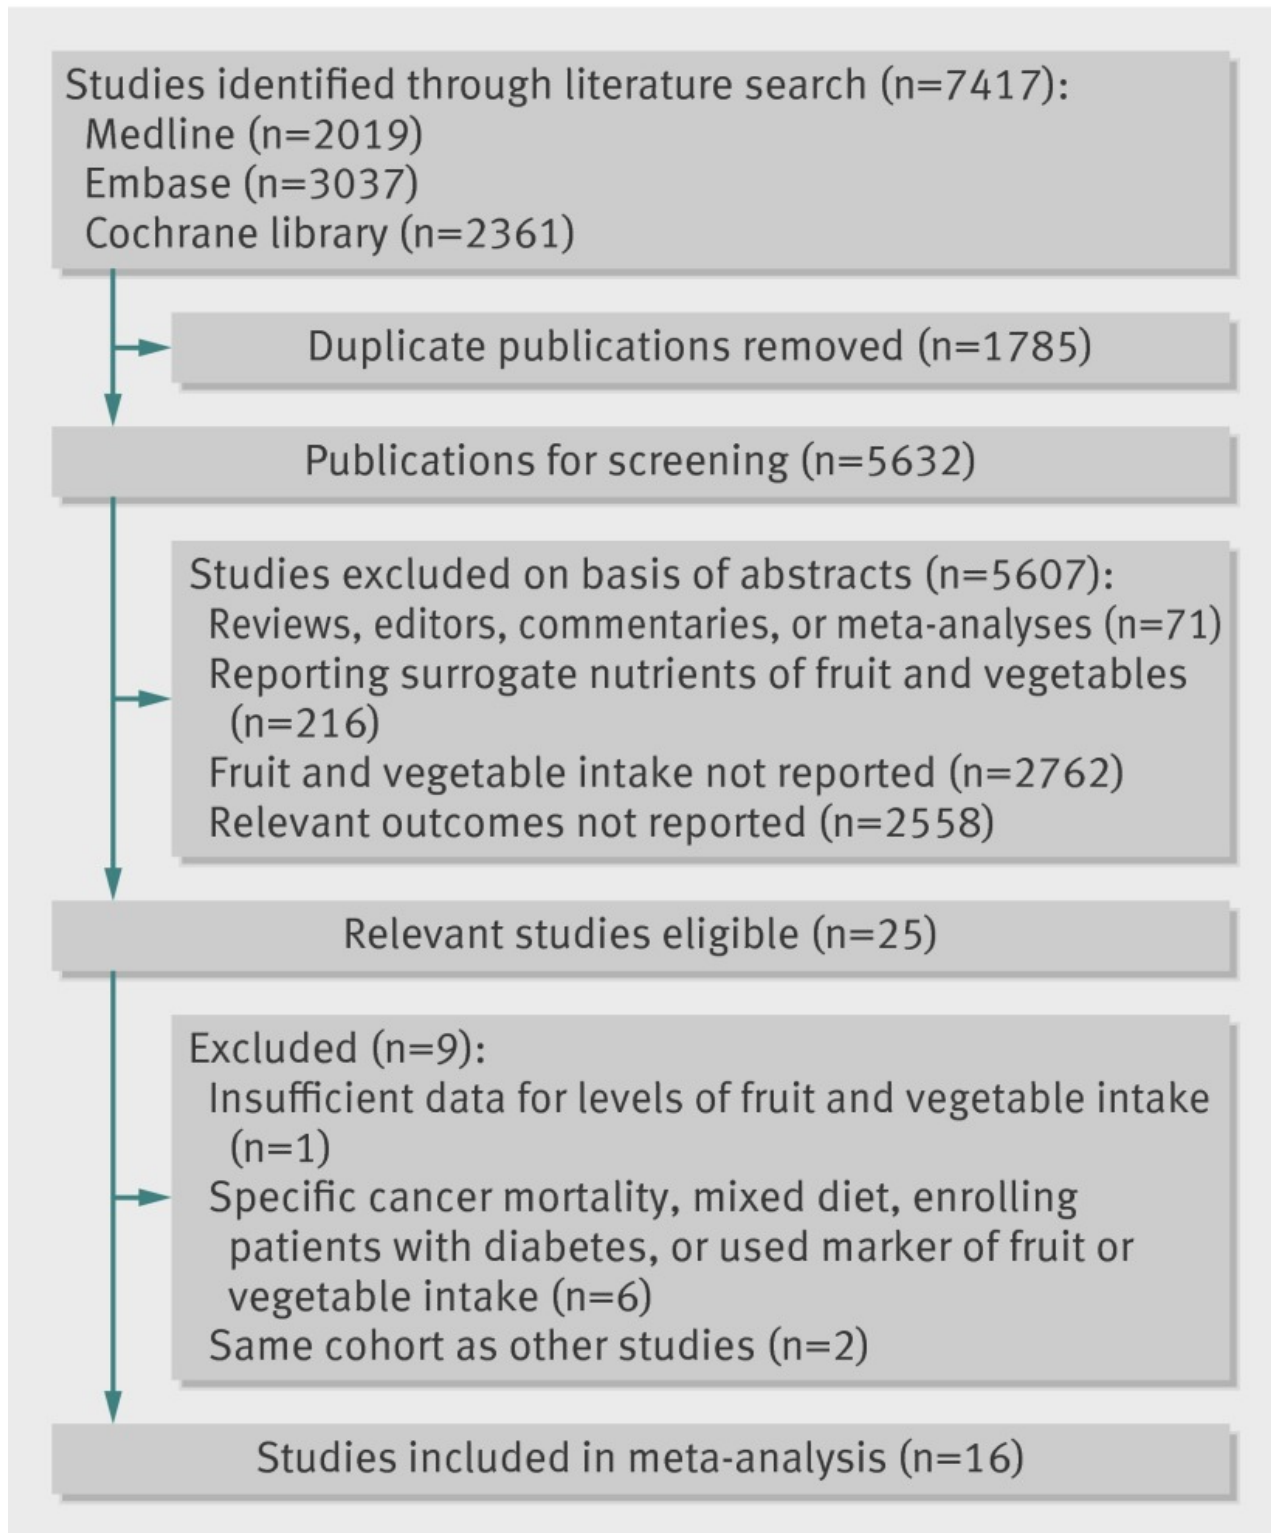 Studies identified through literature search (n=7417):
Medline (n=2019)
Embase (n=3037)
Cochrane library (n=2361)
Duplicate publications removed (n=1785)
Publications for screening (n=5632)
Studies excluded on basis of abstracts (n=5607):
Reviews, editors, commentaries, or meta-analyses (n=71)
Reporting surrogate nutrients of fruit and vegetables
(n=216)
Fruit and vegetable intake not reported (n=2762)
Relevant outcomes not reported (n=2558)
Relevant studies eligible (n=25)
Excluded (n=9):
Insufficient data for levels of fruit and vegetable intake
(n=1)
Specific cancer mortality, mixed diet, enrolling
patients with diabetes, or used marker of fruit or
vegetable intake (n=6)
Same cohort as other studies (n=2)
Studies included in meta-analysis (n=16)